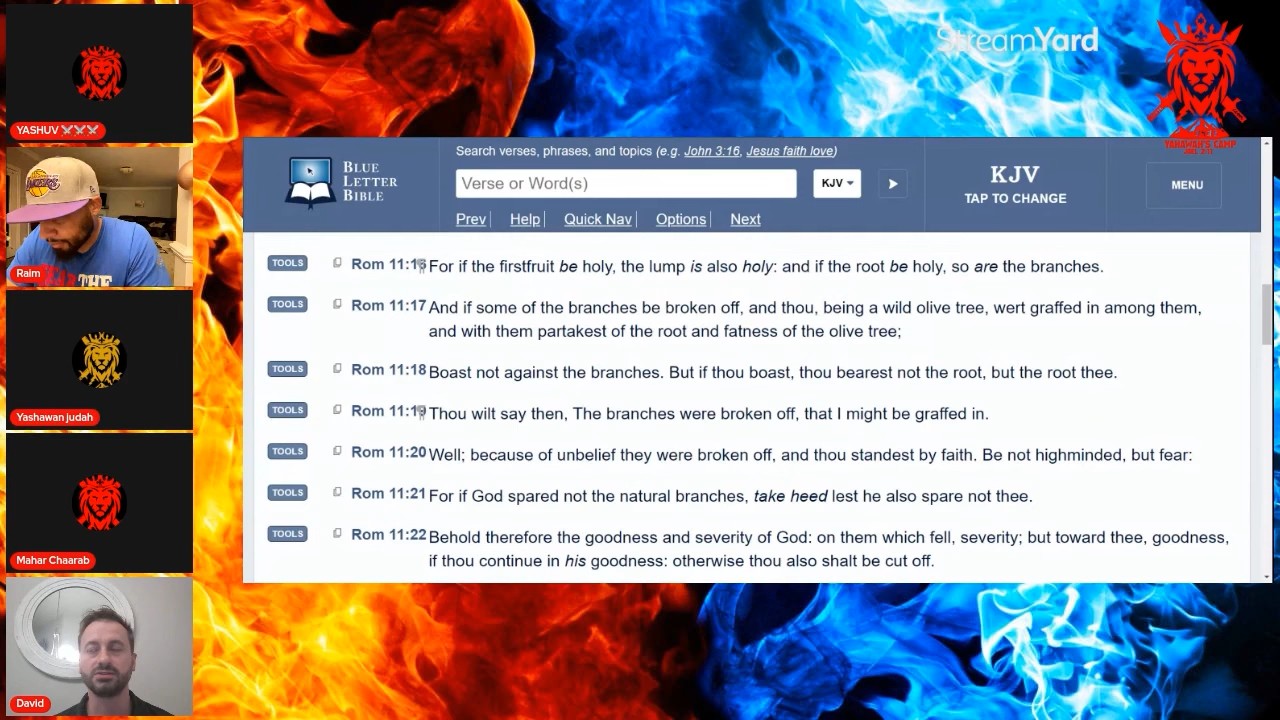 StreamYard
YAHAWAH'S CAMP
YASHUV
Raim
Yashawan judah
Mahar Chaarab
David
THE
BLUE
LETTER
BIBLE
Search verses, phrases, and topics (e.g. John 3:16, Jesus faith love)
Verse or Word(s)
KJV
Prev
Help
Quick Nav
Options
Next
KJV
TAP TO CHANGE
MENU
TOOLS Rom 11:16 For if the firstfruit be holy, the lump is also holy: and if the root be holy, so are the branches.
TOOLS Rom 11:17 And if some of the branches be broken off, and thou, being a wild olive tree, wert graffed in among them,
and with them partakest of the root and fatness of the olive tree;
TOOLS Rom 11:18 Boast not against the branches. But if thou boast, thou bearest not the root, but the root thee.
TOOLS Rom 11:19 Thou wilt say then, The branches were broken off, that I might be graffed in.
TOOLS Rom 11:20 Well; because of unbelief they were broken off, and thou standest by faith. Be not highminded, but fear:
TOOLS Rom 11:21 For if God spared not the natural branches, take heed lest he also spare not thee.
TOOLS Rom 11:22 Behold therefore the goodness and severity of God: on them which fell, severity; but toward thee, goodness,
if thou continue in his goodness: otherwise thou also shalt be cut off.